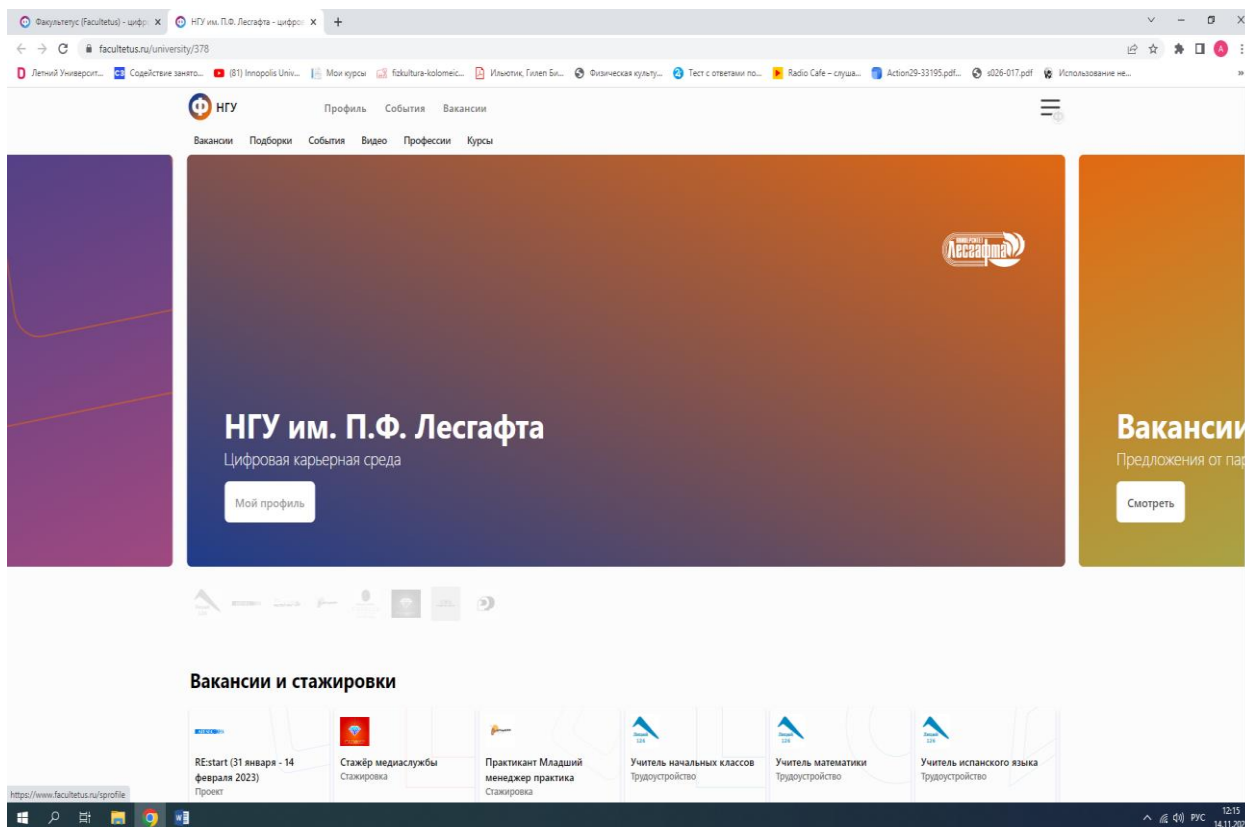 Факультетус (Facultetus) - цифр
НГУ им. П.Ф. Лесгафта - цифров
facultetus.ru/university/378
Летний Университ...
Содействие занято...
(81) Innopolis Univ...
Мои курсы
fizkultura-kolomeic...
Ильютик, Гилеп Би...
Физическая культу...
Тест с ответами по...
Radio Cafe – слуша...
Action29-33195.pdf...
s026-017.pdf
Использование не...
НГУ
Профиль События Вакансии
Вакансии Подборки События Видео Профессии Курсы
Лесгафта
НГУ им. П.Ф. Лесгафта
Цифровая карьерная среда
Мой профиль
Вакансии
Предложения от пар
Смотреть
Вакансии и стажировки
RE:start (31 января - 14
февраля 2023)
Проект
Стажёр медиаслужбы
Стажировка
Практикант Младший
менеджер практика
Стажировка
Учитель начальных классов
Трудоустройство
Учитель математики
Трудоустройство
Учитель испанского языка
Трудоустройство
https://www.facultetus.ru/sprofile
РУС
12:15
14.11.202